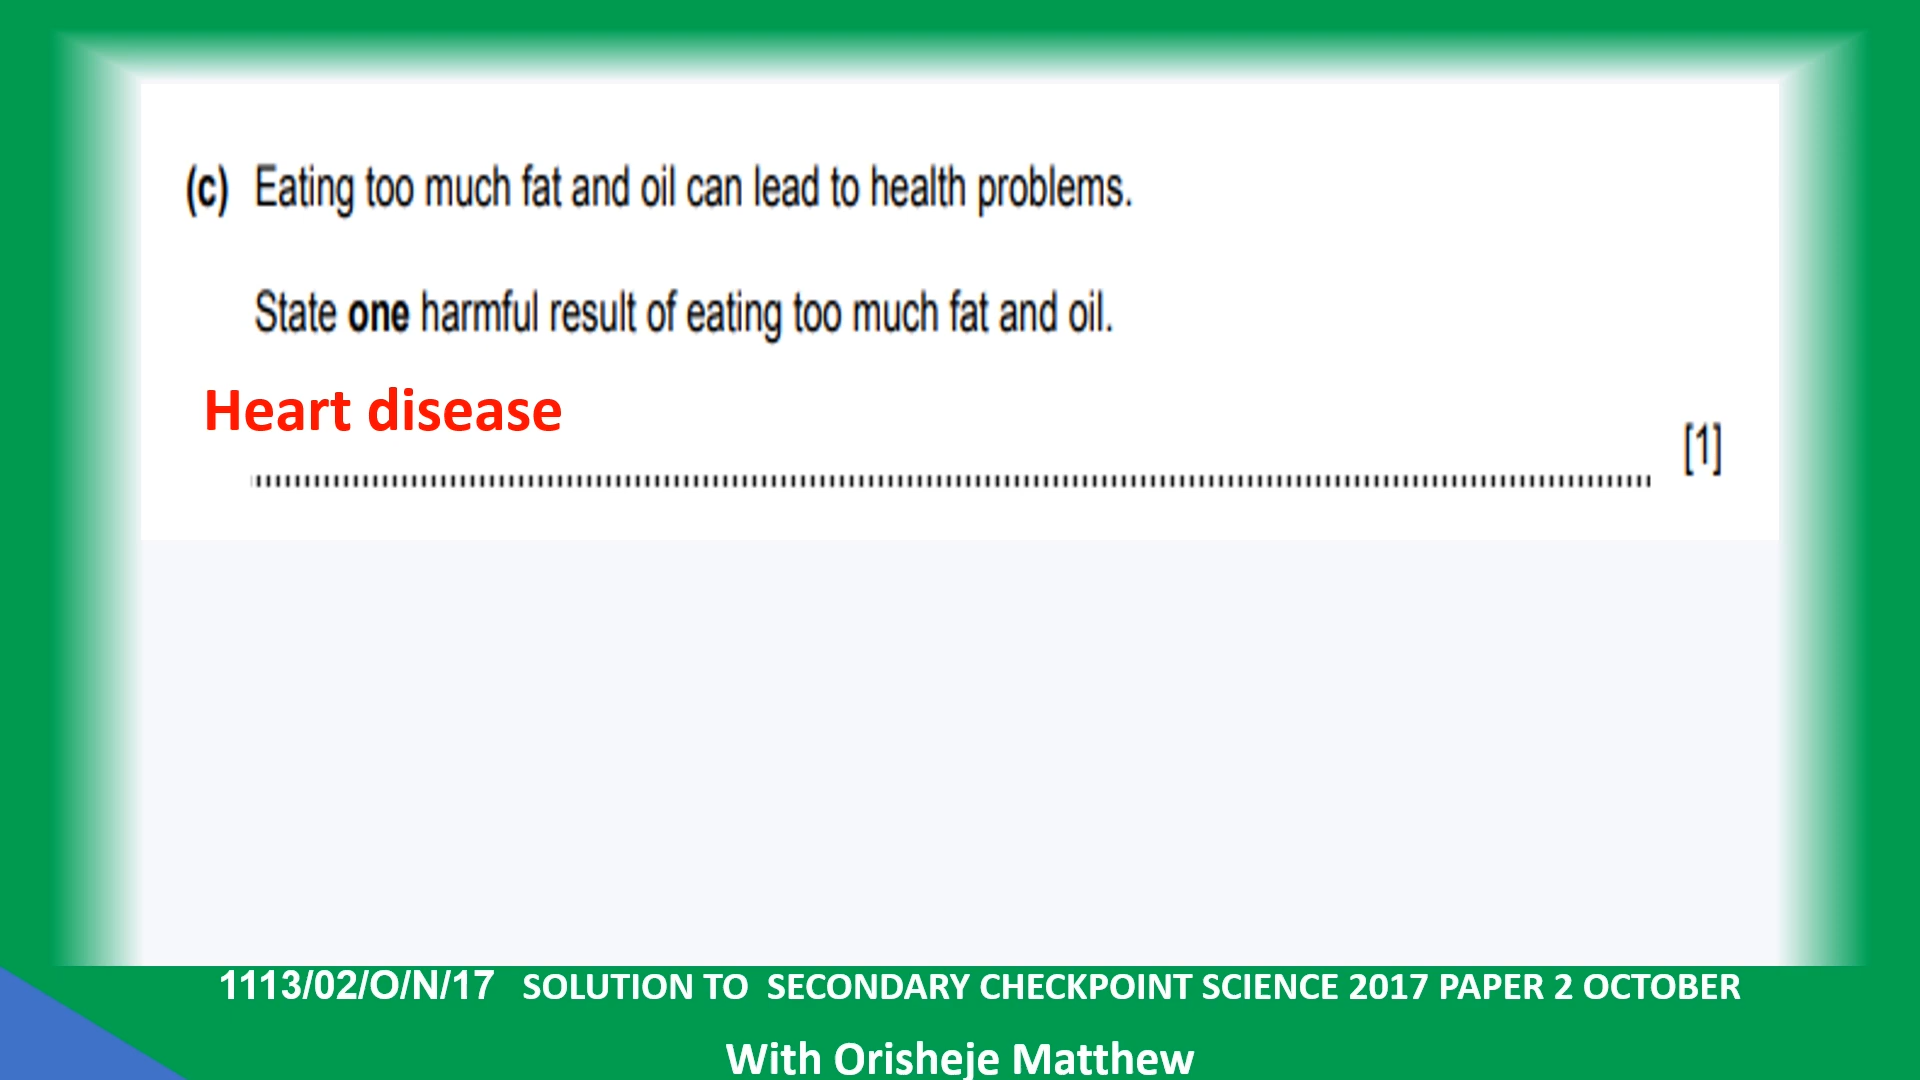 (c) Eating too much fat and oil can lead to health problems.
State one harmful result of eating too much fat and oil.
Heart disease
[1]
1113/02/O/N/17 SOLUTION TO SECONDARY CHECKPOINT SCIENCE 2017 PAPER 2 OCTOBER
With Orisheje Matthew